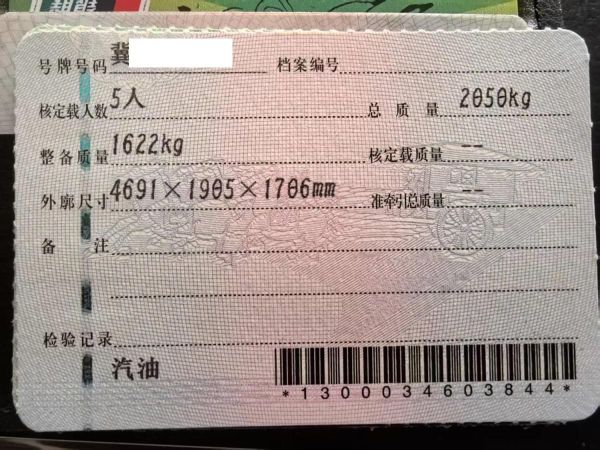 号牌号码 冀 档案编号
核定载人数 5人 总质量 2050kg
整备质量 1622kg 核定载质量 --
外廓尺寸 4691×1905×1706mm 准牵引总质量 --
备注
检验记录
汽油
*1300034603844*